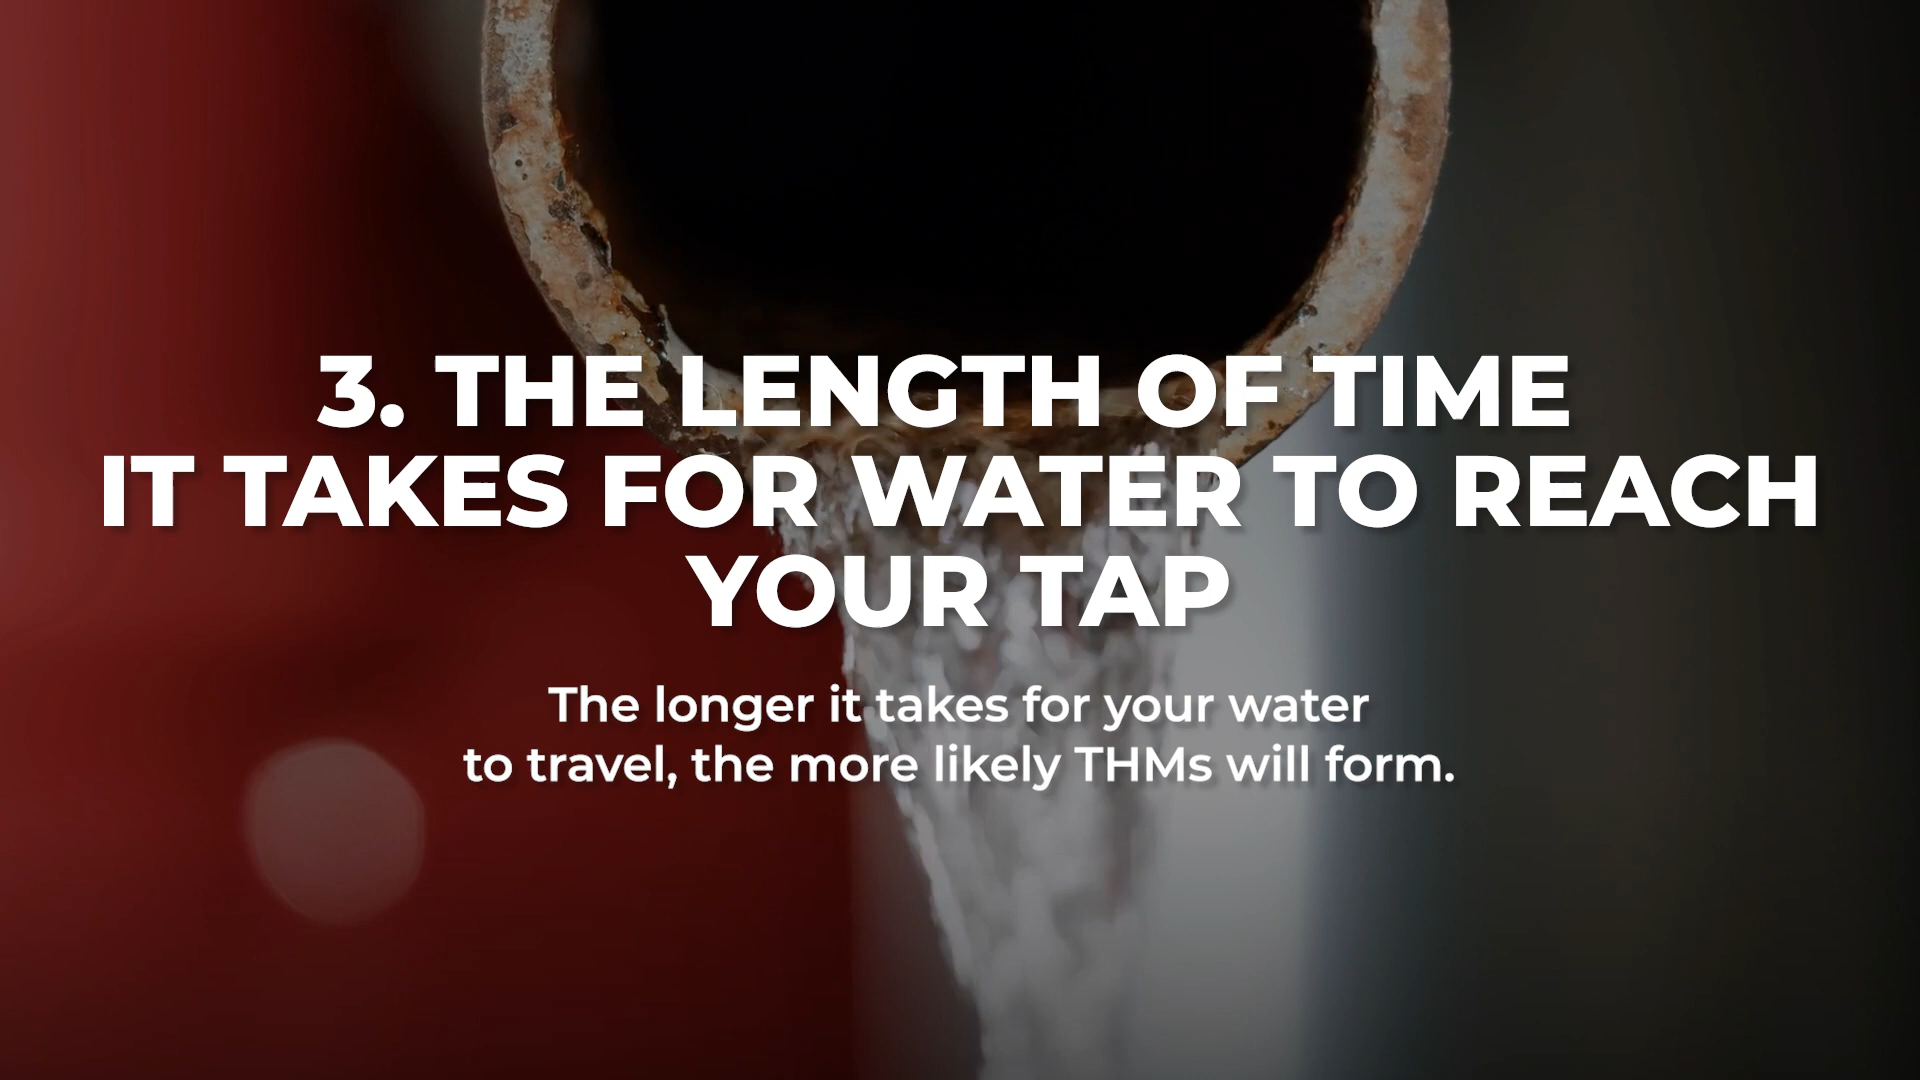 3. THE LENGTH OF TIME
IT TAKES FOR WATER TO REACH
YOUR TAP
The longer it takes for your water
to travel, the more likely THMs will form.